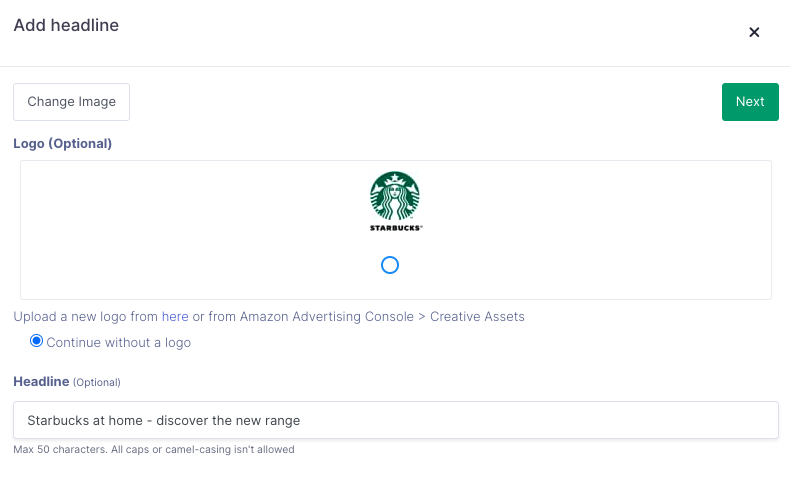 Add headline
Change Image
Next
Logo (Optional)
STARBUCKS®
Upload a new logo from here or from Amazon Advertising Console > Creative Assets
Continue without a logo
Headline (Optional)
Starbucks at home - discover the new range
Max 50 characters. All caps or camel-casing isn't allowed